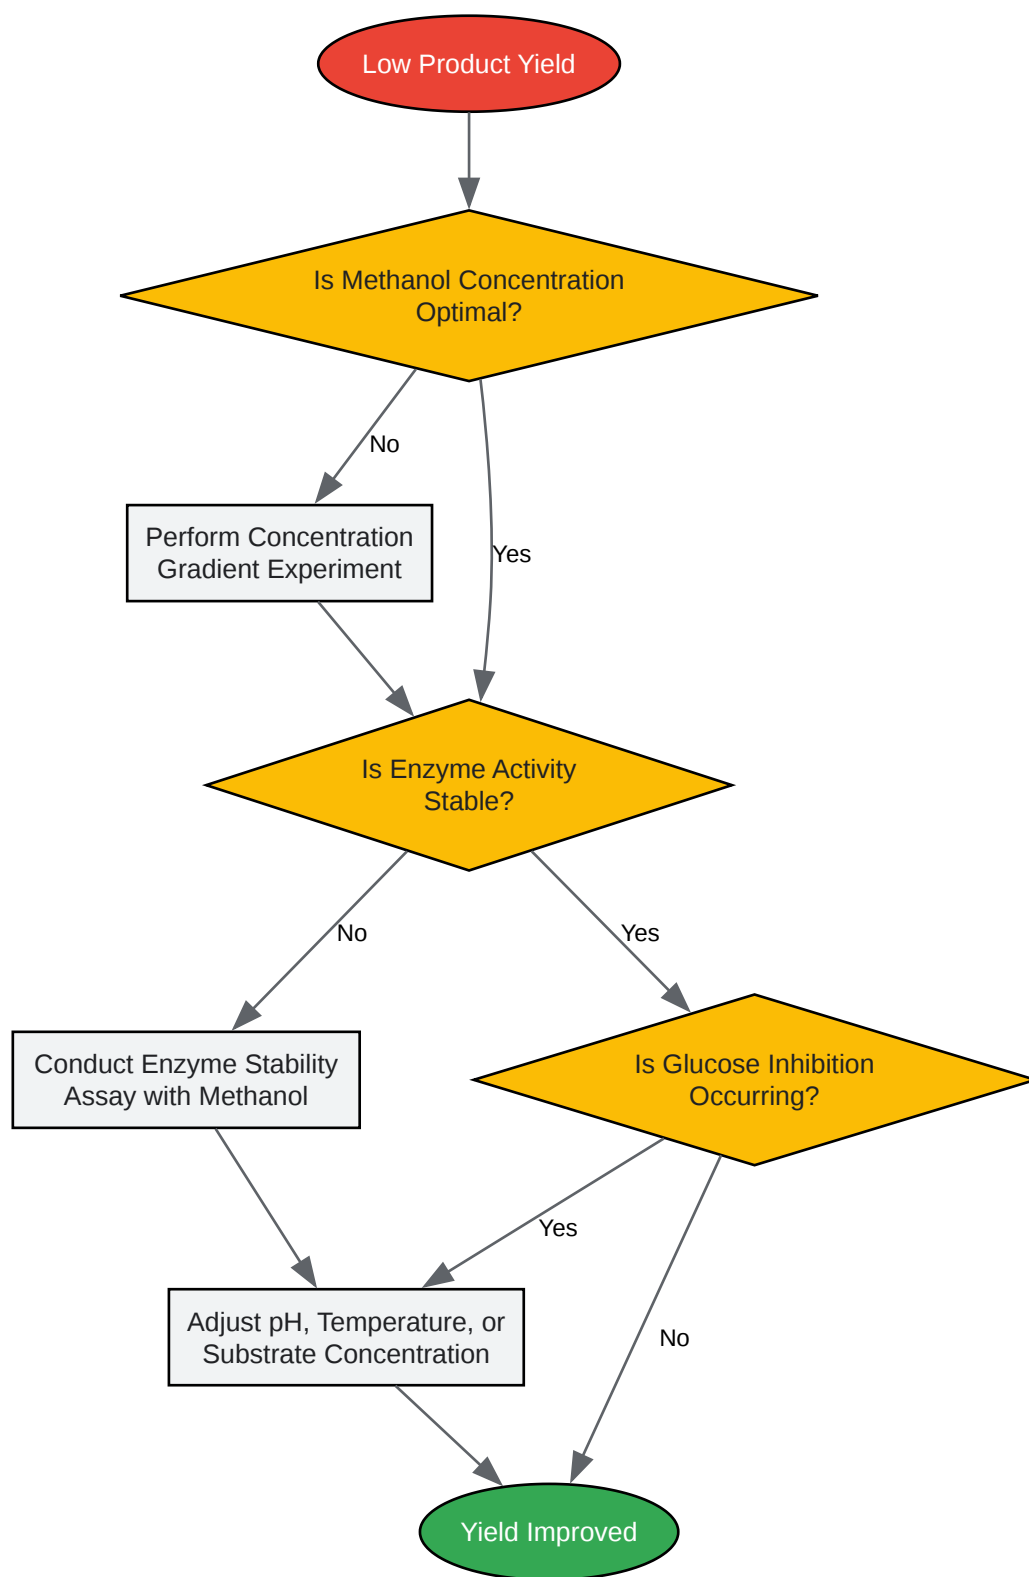 Low Product Yield
Is Methanol Concentration
Optimal?
No
Perform Concentration
Gradient Experiment
Yes
Is Enzyme Activity
Stable?
No
Yes
Conduct Enzyme Stability
Assay with Methanol
Is Glucose Inhibition
Occurring?
Yes
Adjust pH, Temperature, or
Substrate Concentration
No
Yield Improved